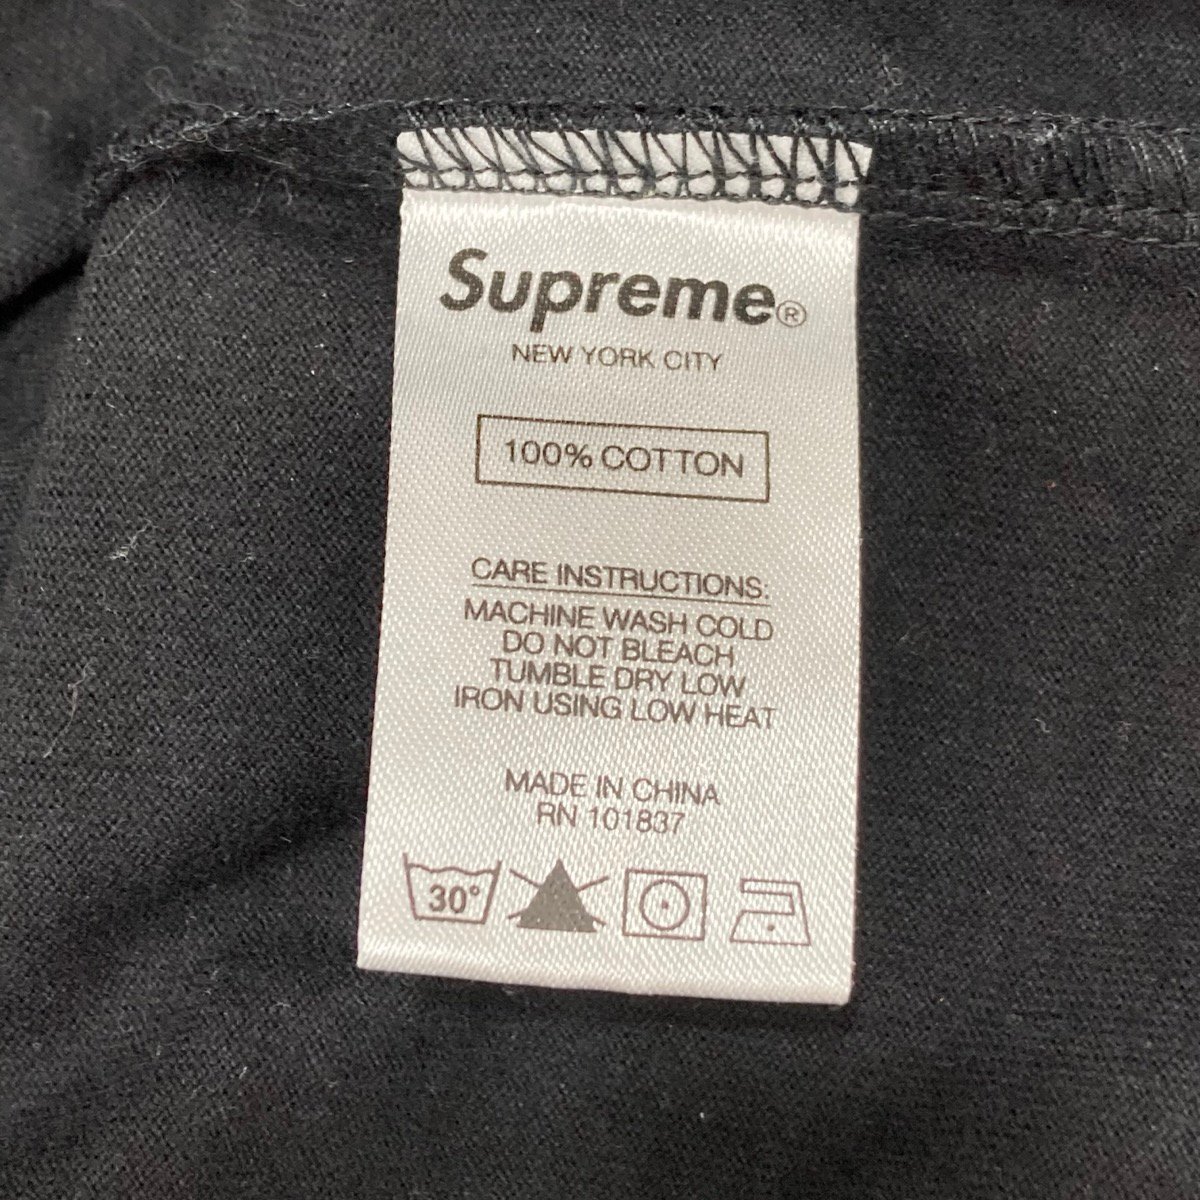 Supreme®
NEW YORK CITY
100% COTTON
CARE INSTRUCTIONS:
MACHINE WASH COLD
DO NOT BLEACH
TUMBLE DRY LOW
IRON USING LOW HEAT
MADE IN CHINA
RN 101837
30°